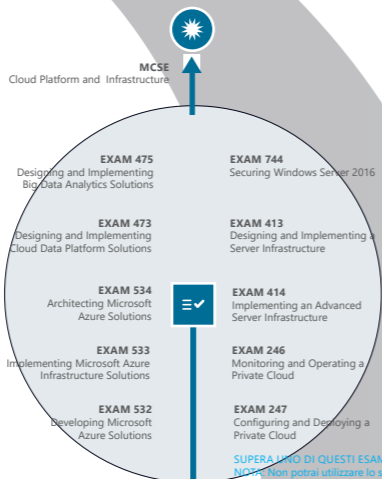 MCSE
Cloud Platform and Infrastructure
EXAM 475
Designing and Implementing
Big Data Analytics Solutions
EXAM 744
Securing Windows Server 2016
EXAM 473
Designing and Implementing
Cloud Data Platform Solutions
EXAM 413
Designing and Implementing a
Server Infrastructure
EXAM 534
Architecting Microsoft
Azure Solutions
EXAM 414
Implementing an Advanced
Server Infrastructure
EXAM 533
Implementing Microsoft Azure
Infrastructure Solutions
EXAM 246
Monitoring and Operating a
Private Cloud
EXAM 532
Developing Microsoft
Azure Solutions
EXAM 247
Configuring and Deploying a
Private Cloud
SUPERA UNO DI QUESTI ESAM
NOTA: Non potrai utilizzare lo s